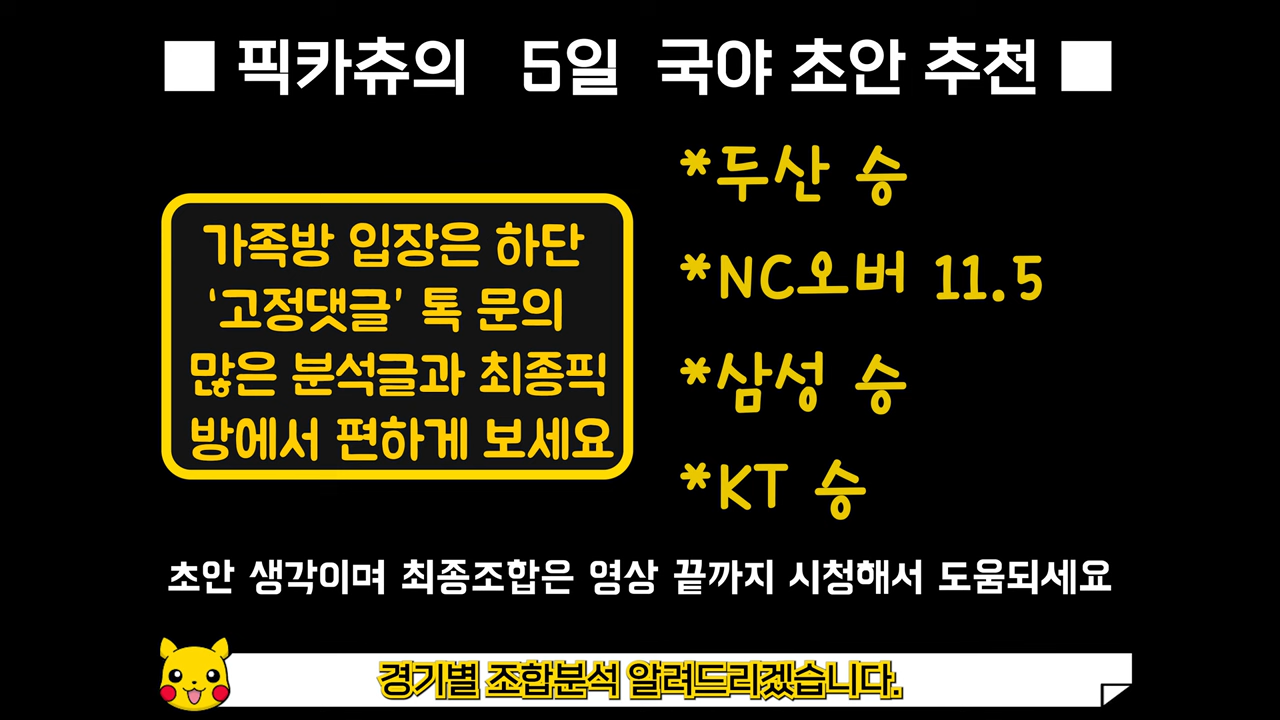 ■ 픽카츄의 5일 국야 초안 추천 ■
가족방 입장은 하단
‘고정댓글’ 톡 문의
많은 분석글과 최종픽
방에서 편하게 보세요
*두산 승
*NC오버 11.5
*삼성 승
*KT 승
초안 생각이며 최종조합은 영상 끝까지 시청해서 도움되세요
경기별 조합분석 알려드리겠습니다.